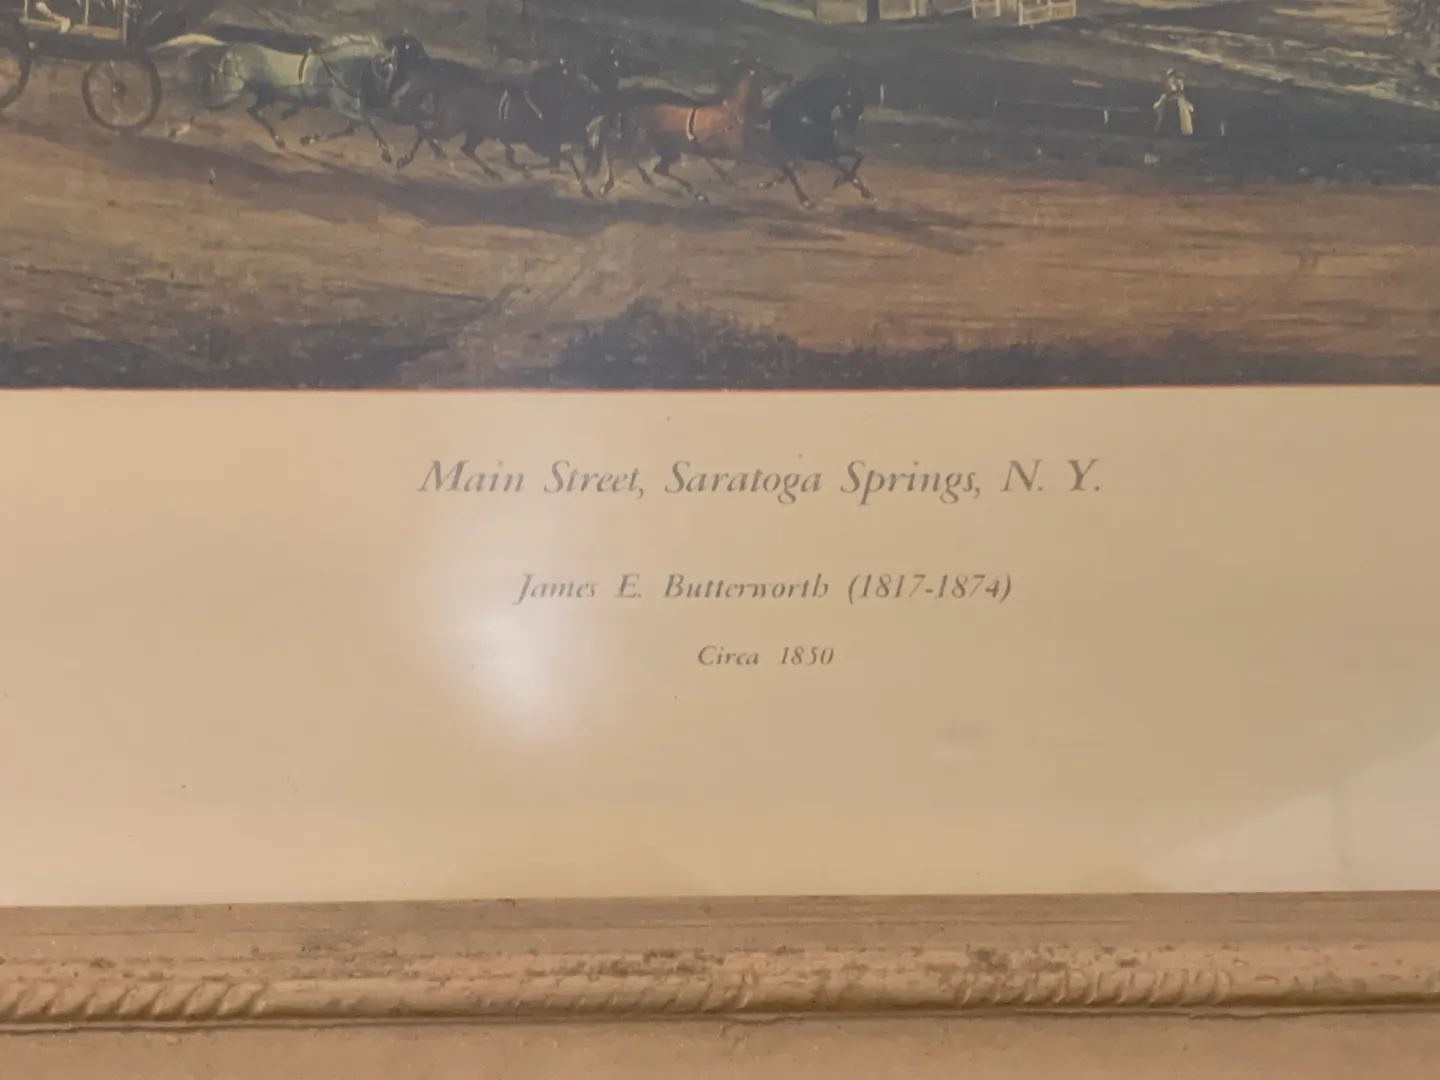 Main Street, Saratoga Springs, N. Y.
James E. Butterworth (1817-1874)
Circa 1850